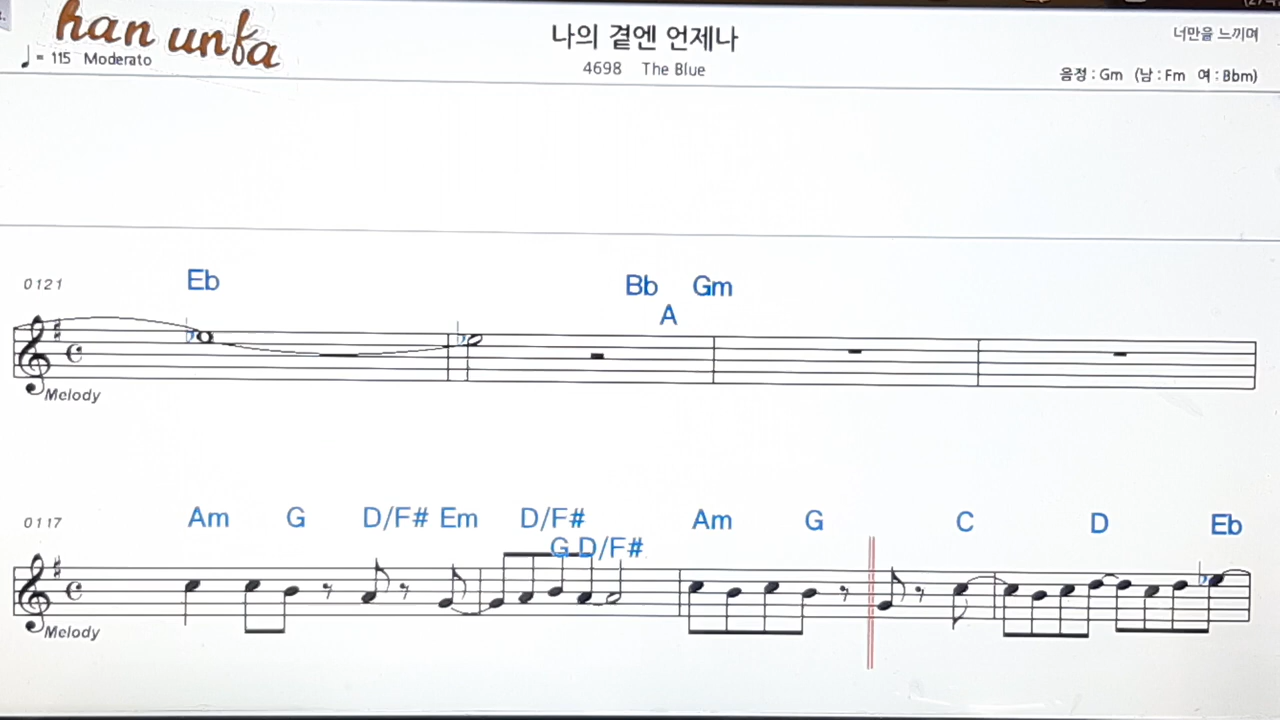 han unfa
♩ = 115 Moderato
나의 곁엔 언제나
4698 The Blue
너만을 느끼며
음정 : Gm (남 : Fm 여 : Bbm)
0121
Eb Bb Gm
A
Melody
0117
Am G D/F# Em D/F# Am G C D Eb
G D/F#
Melody